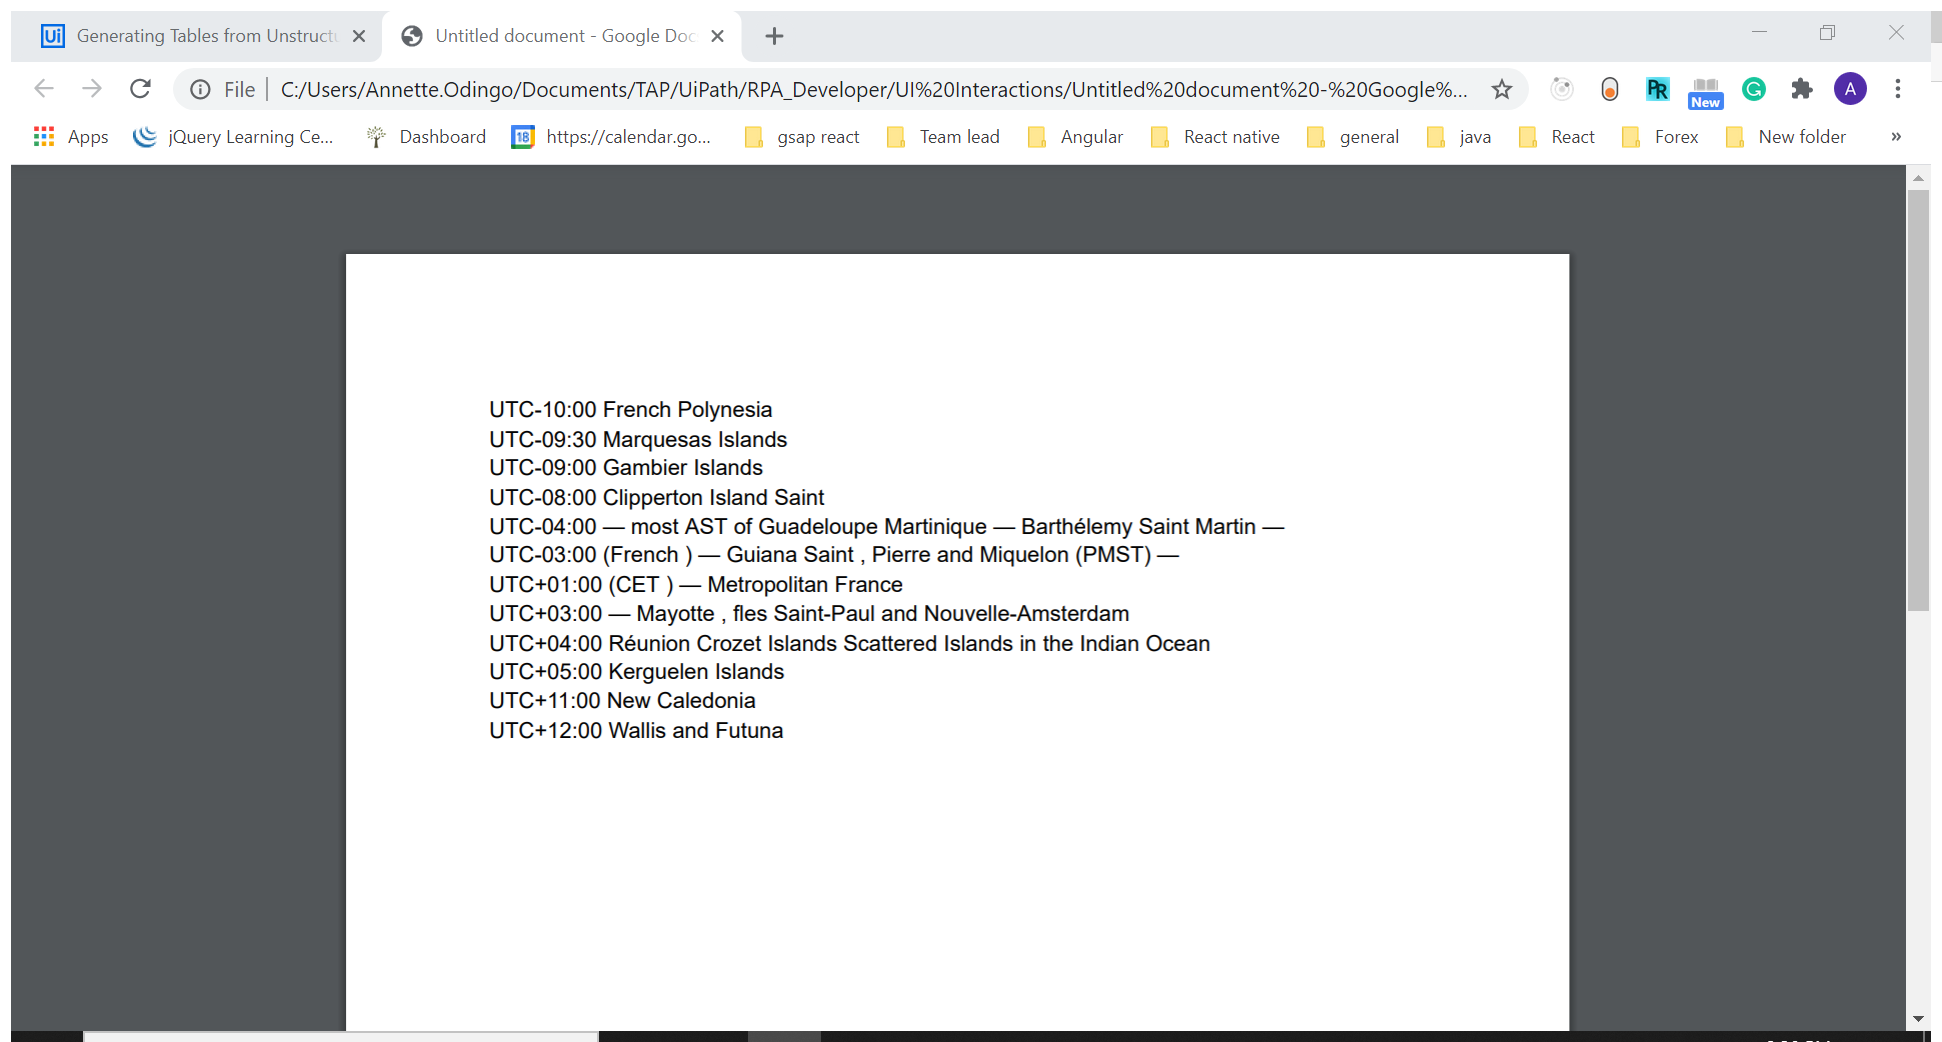 Generating Tables from Unstruct
Untitled document - Google Doc
File
C:/Users/Annette.Odingo/Documents/TAP/UiPath/RPA_Developer/UI%20Interactions/Untitled%20document%20-%20Google%...
New
A
Apps
jQuery Learning Ce...
Dashboard
18
https://calendar.go...
gsap react
Team lead
Angular
React native
general
java
React
Forex
New folder
»
UTC-10:00 French Polynesia
UTC-09:30 Marquesas Islands
UTC-09:00 Gambier Islands
UTC-08:00 Clipperton Island Saint
UTC-04:00 — most AST of Guadeloupe Martinique — Barthélemy Saint Martin —
UTC-03:00 (French ) — Guiana Saint , Pierre and Miquelon (PMST) —
UTC+01:00 (CET ) — Metropolitan France
UTC+03:00 — Mayotte , fles Saint-Paul and Nouvelle-Amsterdam
UTC+04:00 Réunion Crozet Islands Scattered Islands in the Indian Ocean
UTC+05:00 Kerguelen Islands
UTC+11:00 New Caledonia
UTC+12:00 Wallis and Futuna